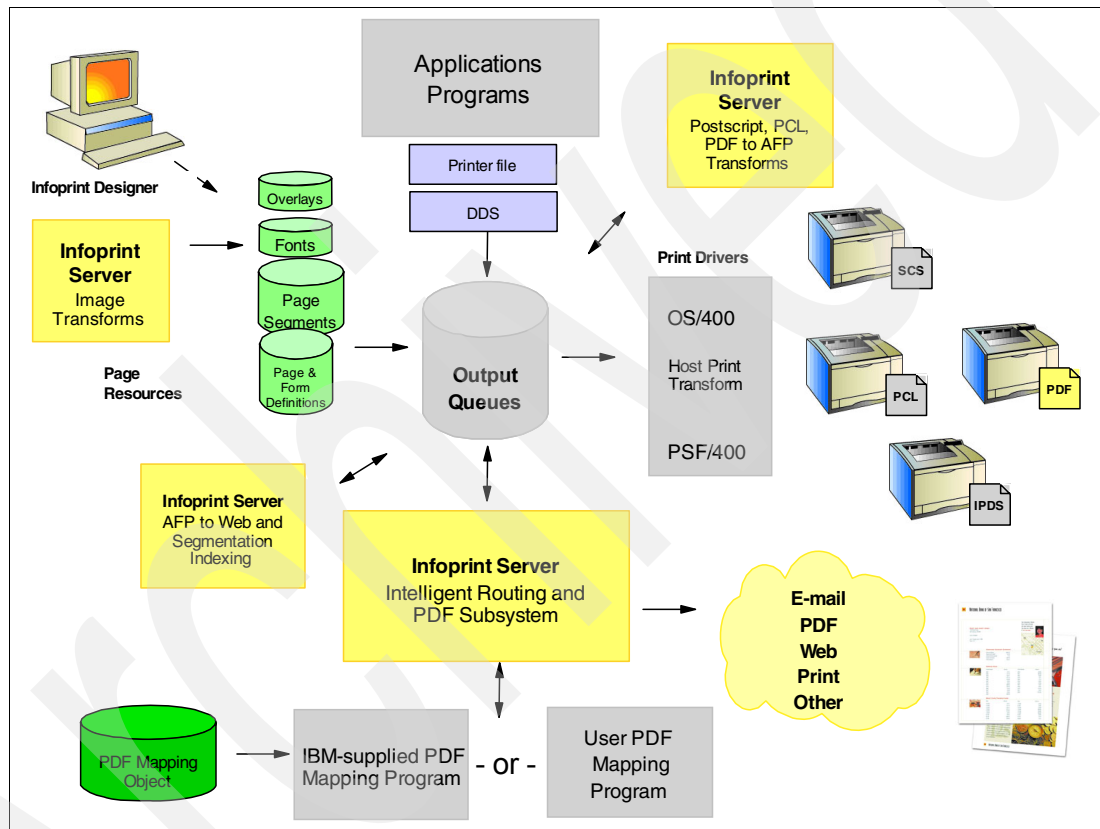 Applications
Programs
Infoprint
Server
Postscript, PCL,
PDF to AFP
Transforms
Infoprint Designer
Printer file
DDS
Overlays
Fonts
Page
Segments
Page &
Form
Definitions
Infoprint
Server
Image
Transforms
Page
Resources
Output
Queues
Print Drivers
OS/400
Host Print
Transform
PSF/400
SCS
PCL
PDF
IPDS
Infoprint Server
AFP to Web and
Segmentation
Indexing
Infoprint Server
Intelligent Routing and
PDF Subsystem
E-mail
PDF
Web
Print
Other
PDF Mapping
Object
IBM-supplied PDF
Mapping Program
- or -
User PDF
Mapping
Program